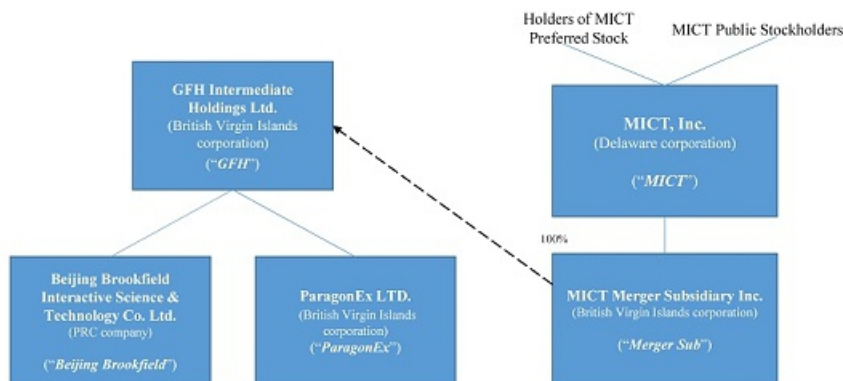 Holders of MICT
Preferred Stock
MICT Public Stockholders
GFH Intermediate
Holdings Ltd.
(British Virgin Islands
corporation)
("GFH")
MICT, Inc.
(Delaware corporation)
("MICT")
100%
Beijing Brookfield
Interactive Science &
Technology Co. Ltd.
(PRC company)
("Beijing Brookfield")
ParagonEx LTD.
(British Virgin Islands
corporation)
("ParagonEx")
MICT Merger Subsidiary Inc.
(British Virgin Islands corporation)
("Merger Sub")